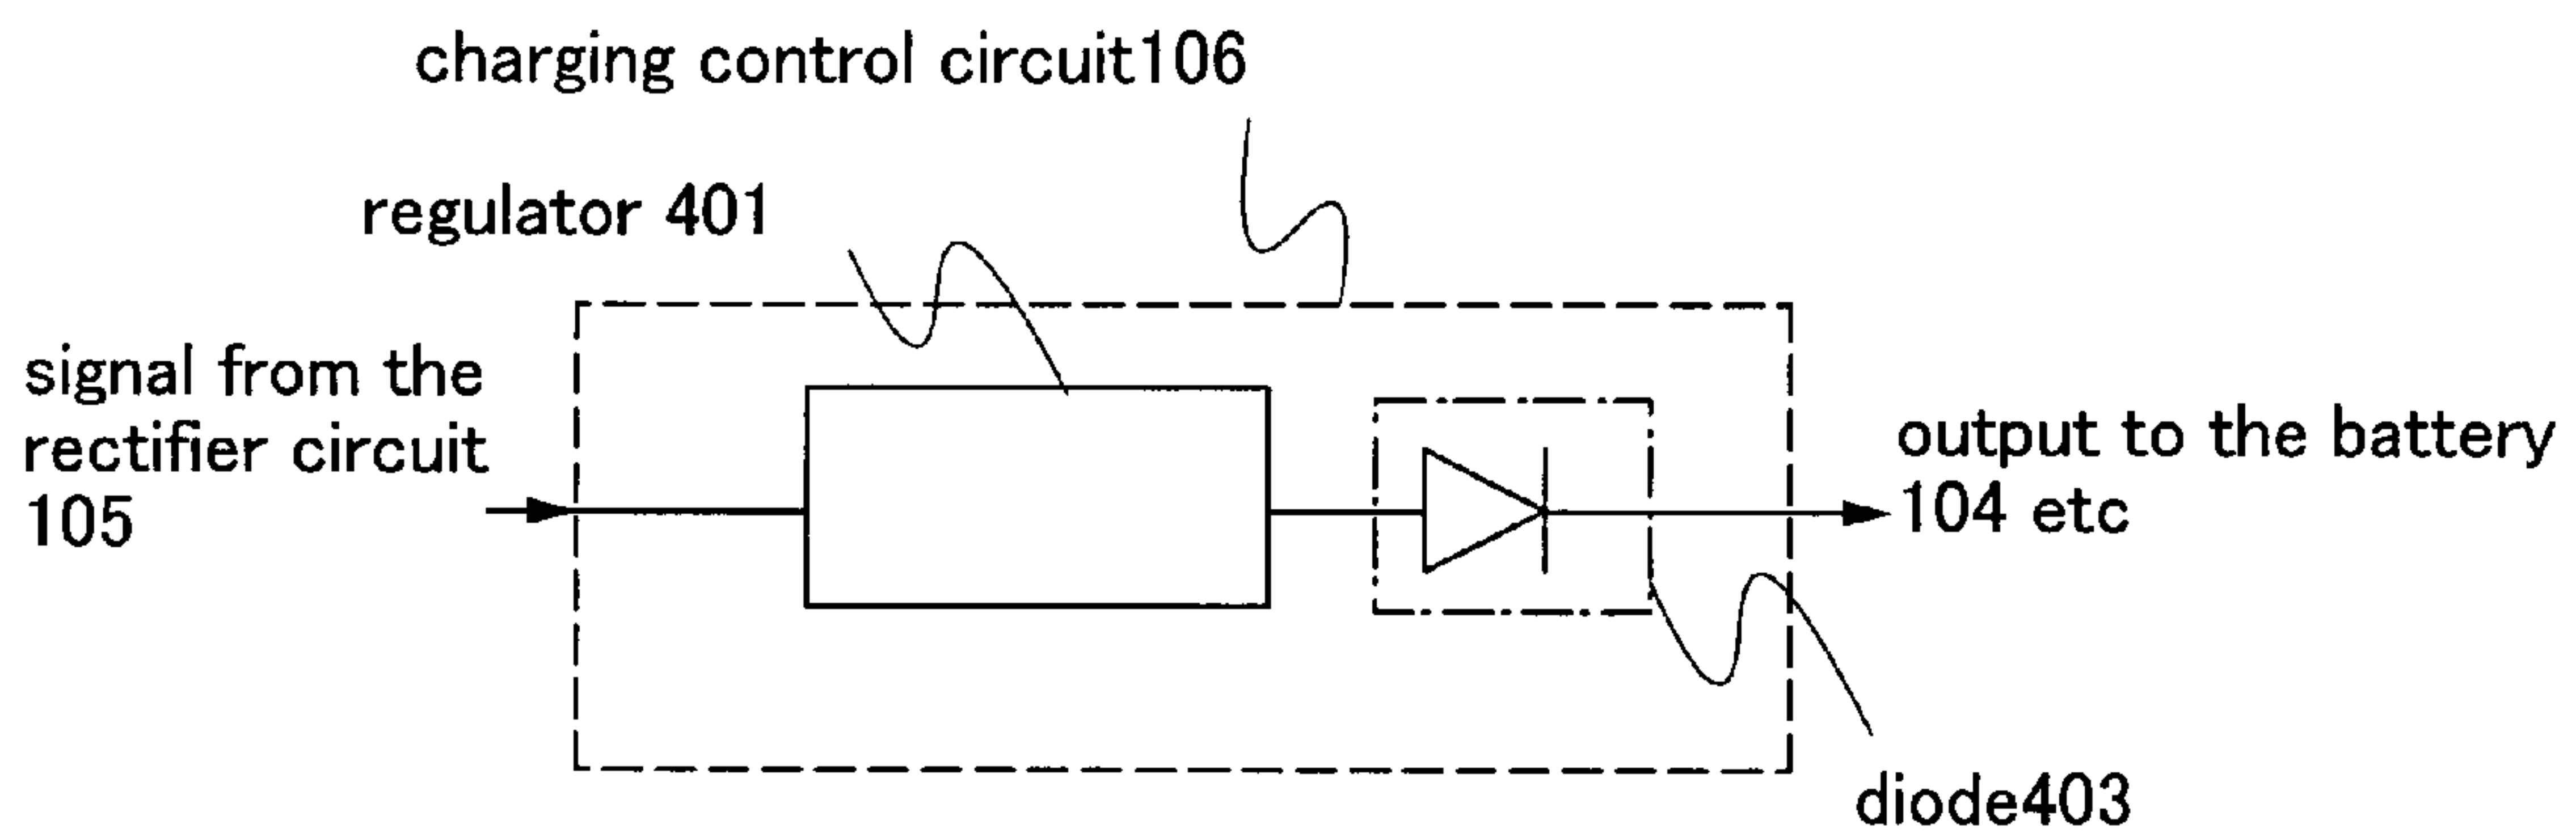 charging control circuit106
regulator 401
signal from the
rectifier circuit
105
output to the battery
104 etc
diode403